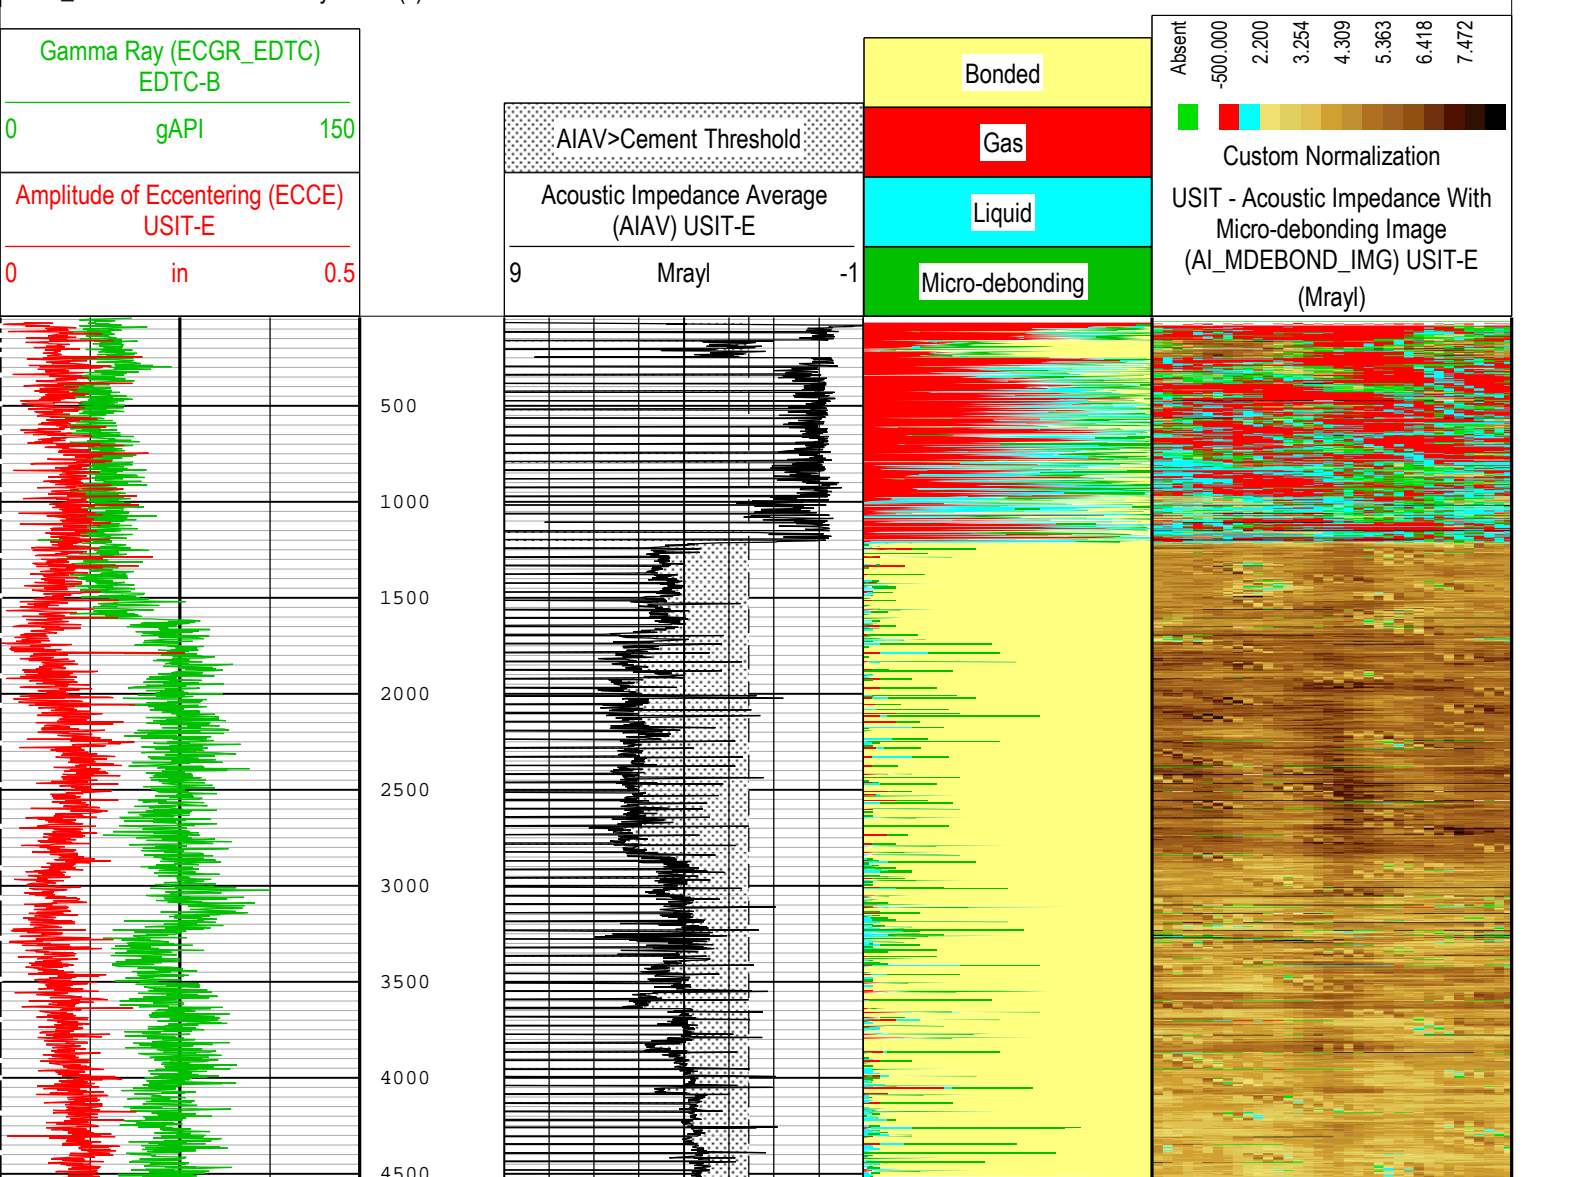 Gamma Ray (ECGR_EDTC)
EDTC-B
0 gAPI 150
Amplitude of Eccentering (ECCE)
USIT-E
0 in 0.5
AIAV>Cement Threshold
Acoustic Impedance Average
(AIAV) USIT-E
9 Mrayl -1
Bonded
Gas
Liquid
Micro-debonding
Absent
-500.000
2.200
3.254
4.309
5.363
6.418
7.472
Custom Normalization
USIT - Acoustic Impedance With
Micro-debonding Image
(AI_MDEBOND_IMG) USIT-E
(Mrayl)
500
1000
1500
2000
2500
3000
3500
4000
4500